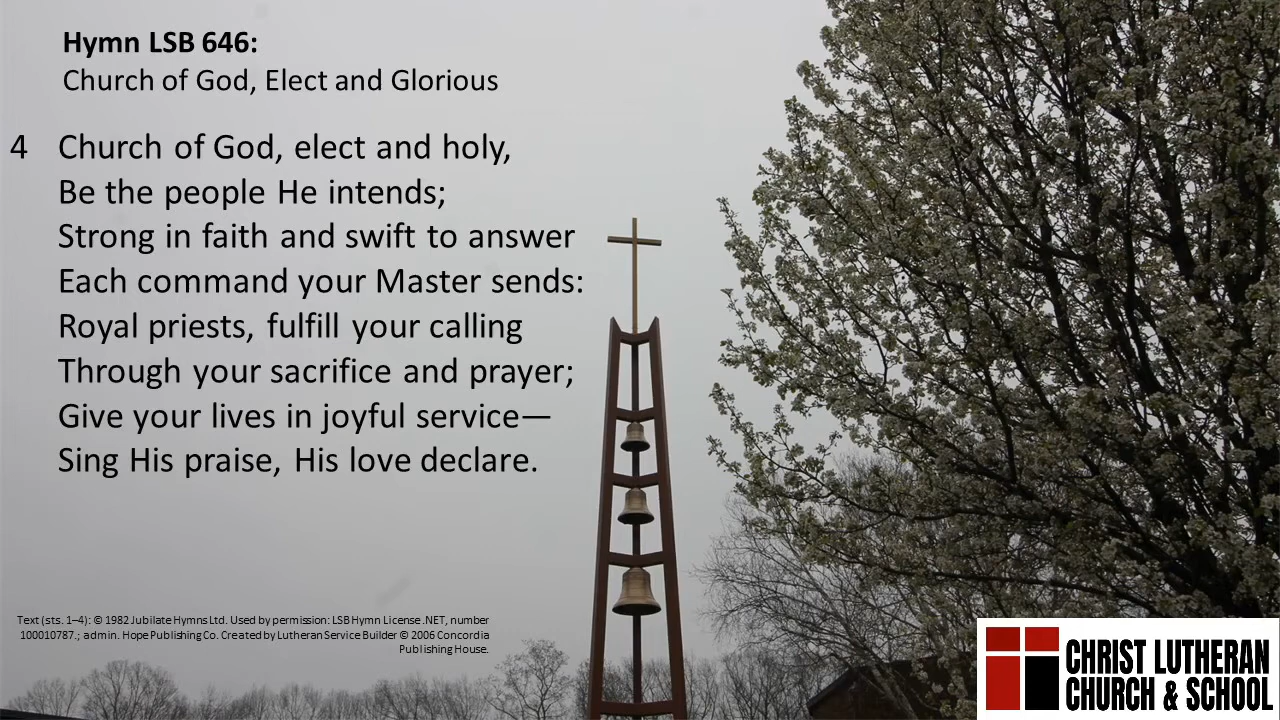 Hymn LSB 646:
Church of God, Elect and Glorious
4 Church of God, elect and holy,
Be the people He intends;
Strong in faith and swift to answer
Each command your Master sends:
Royal priests, fulfill your calling
Through your sacrifice and prayer;
Give your lives in joyful service—
Sing His praise, His love declare.
Text (sts. 1–4): © 1982 Jubilate Hymns Ltd. Used by permission: LSB Hymn License .NET, number
100010787.; admin. Hope Publishing Co. Created by Lutheran Service Builder © 2006 Concordia
Publishing House.
CHRIST LUTHERAN
CHURCH & SCHOOL